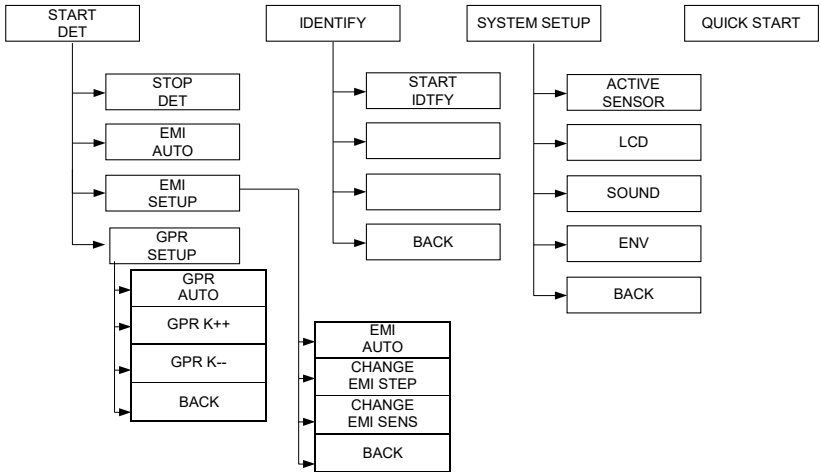 START
DET
IDENTIFY
SYSTEM SETUP
QUICK START
STOP
DET
EMI
AUTO
EMI
SETUP
GPR
SETUP
GPR
AUTO
GPR K++
GPR K--
BACK
EMI
AUTO
CHANGE
EMI STEP
CHANGE
EMI SENS
BACK
START
IDTFY
BACK
ACTIVE
SENSOR
LCD
SOUND
ENV
BACK